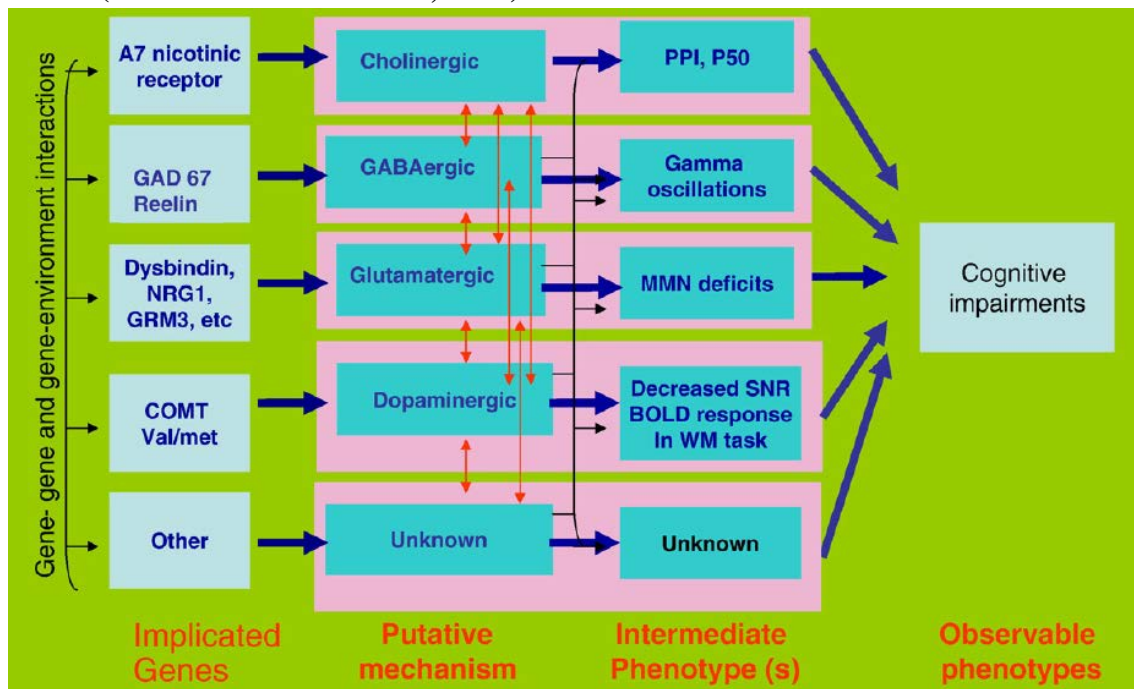 Gene- gene and gene-environment interactions
A7 nicotinic
receptor
Cholinergic
PPI, P50
GAD 67
Reelin
GABAergic
Gamma
oscillations
Dysbindin,
NRG1,
GRM3, etc
Glutamatergic
MMN deficits
Cognitive
impairments
COMT
Val/met
Dopaminergic
Decreased SNR
BOLD response
In WM task
Other
Unknown
Unknown
Implicated
Genes
Putative
mechanism
Intermediate
Phenotype (s)
Observable
phenotypes